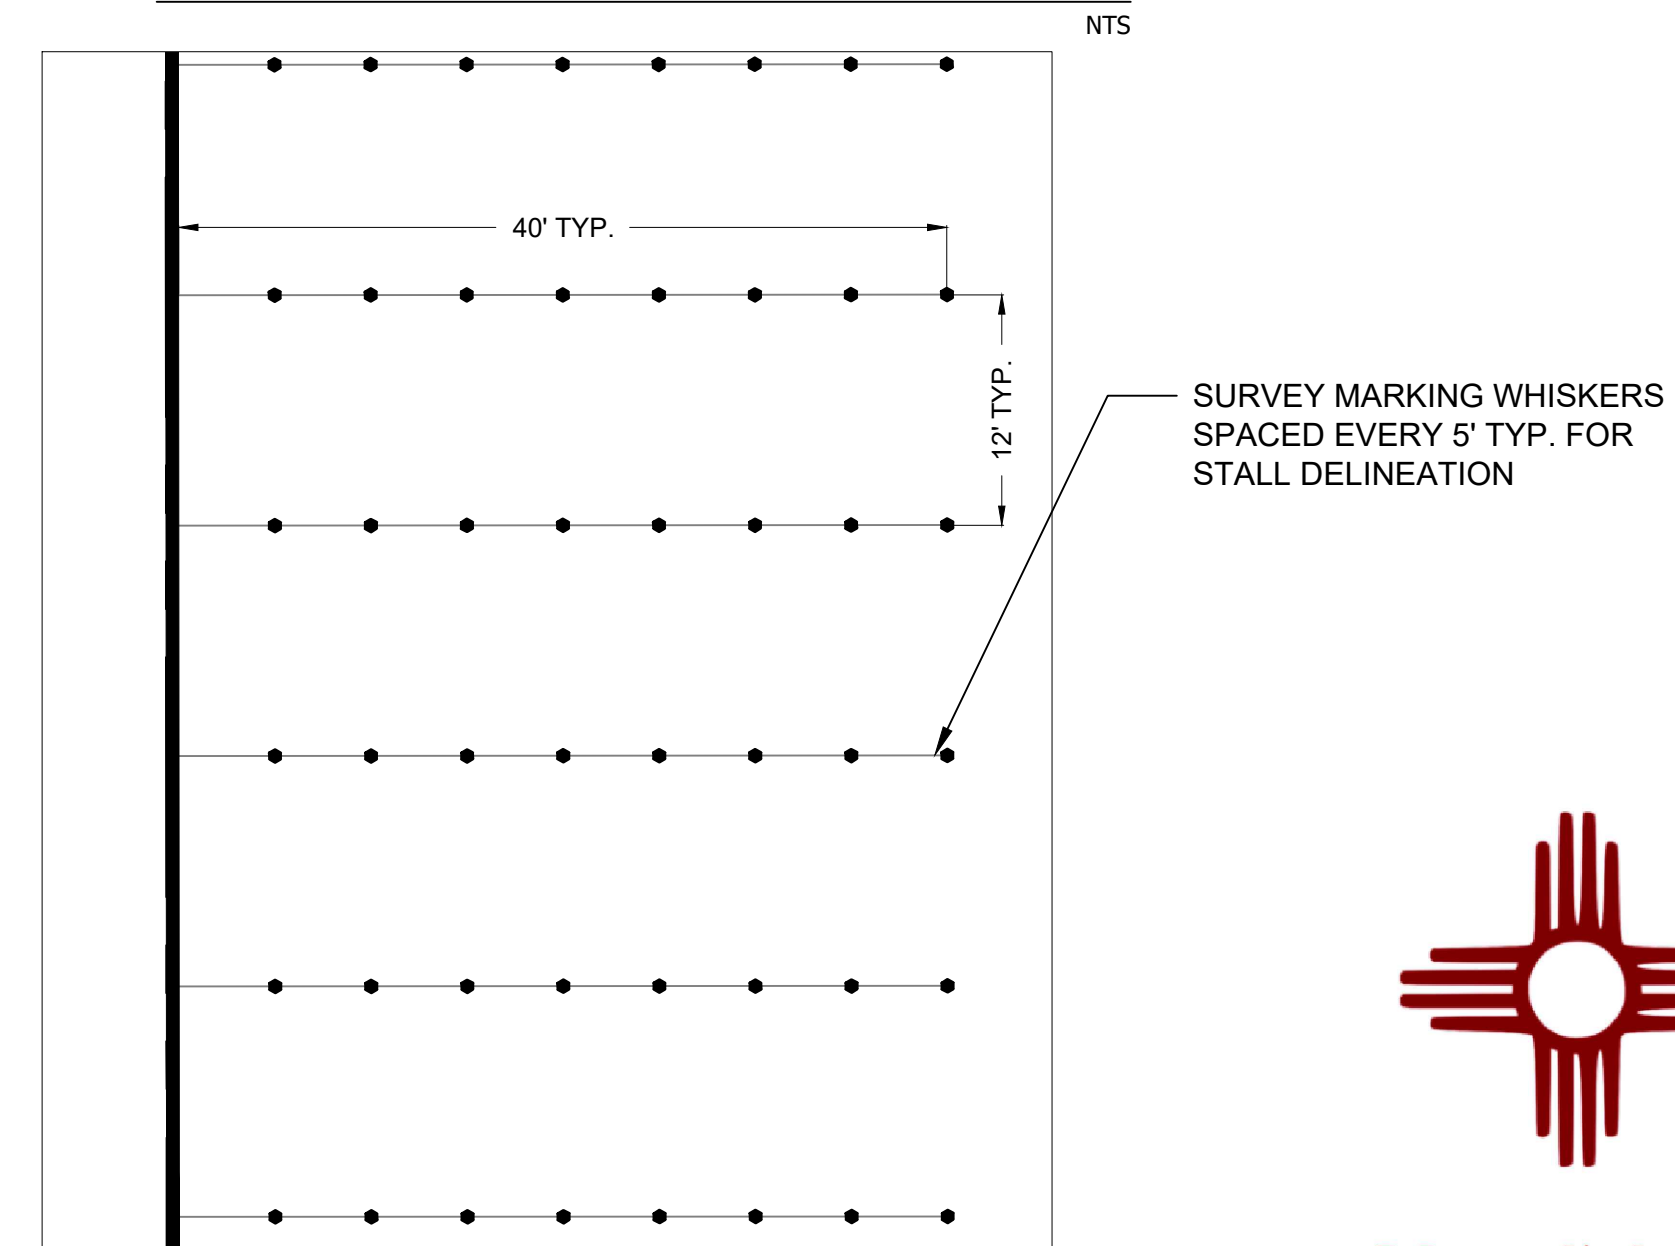 NTS
40' TYP.
12' TYP.
SURVEY MARKING WHISKERS
SPACED EVERY 5' TYP. FOR
STALL DELINEATION